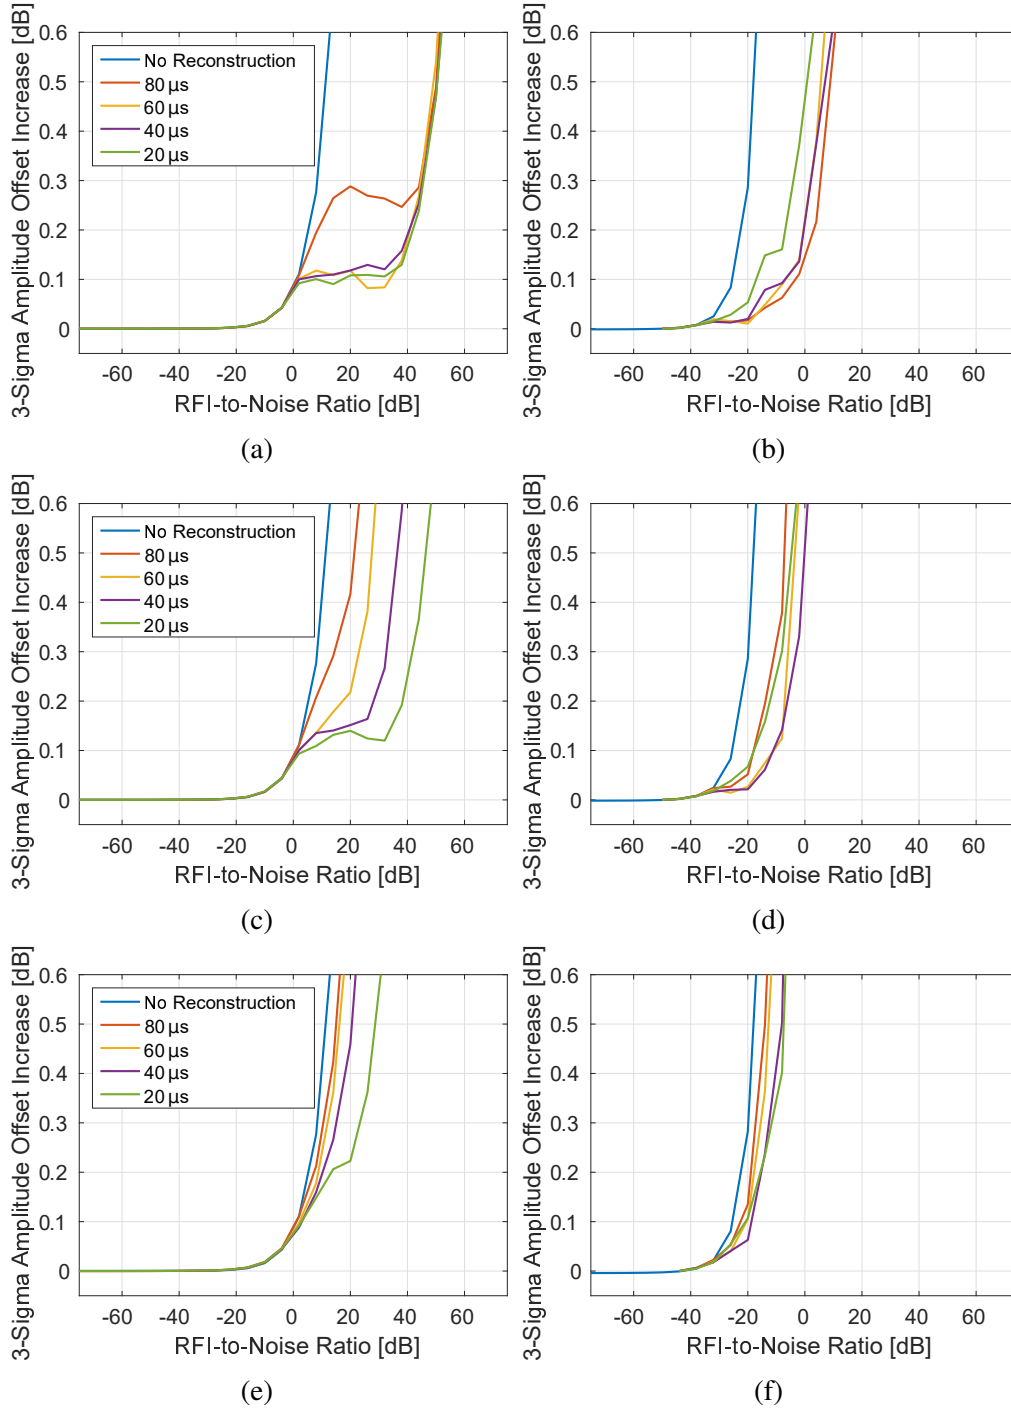 3-Sigma Amplitude Offset Increase [dB]
0.6
0.5
0.4
0.3
0.2
0.1
0
No Reconstruction
80 µs
60 µs
40 µs
20 µs
-60 -40 -20 0 20 40 60
RFI-to-Noise Ratio [dB]
(a)
3-Sigma Amplitude Offset Increase [dB]
0.6
0.5
0.4
0.3
0.2
0.1
0
-60 -40 -20 0 20 40 60
RFI-to-Noise Ratio [dB]
(b)
3-Sigma Amplitude Offset Increase [dB]
0.6
0.5
0.4
0.3
0.2
0.1
0
No Reconstruction
80 µs
60 µs
40 µs
20 µs
-60 -40 -20 0 20 40 60
RFI-to-Noise Ratio [dB]
(c)
3-Sigma Amplitude Offset Increase [dB]
0.6
0.5
0.4
0.3
0.2
0.1
0
-60 -40 -20 0 20 40 60
RFI-to-Noise Ratio [dB]
(d)
3-Sigma Amplitude Offset Increase [dB]
0.6
0.5
0.4
0.3
0.2
0.1
0
No Reconstruction
80 µs
60 µs
40 µs
20 µs
-60 -40 -20 0 20 40 60
RFI-to-Noise Ratio [dB]
(e)
3-Sigma Amplitude Offset Increase [dB]
0.6
0.5
0.4
0.3
0.2
0.1
0
-60 -40 -20 0 20 40 60
RFI-to-Noise Ratio [dB]
(f)